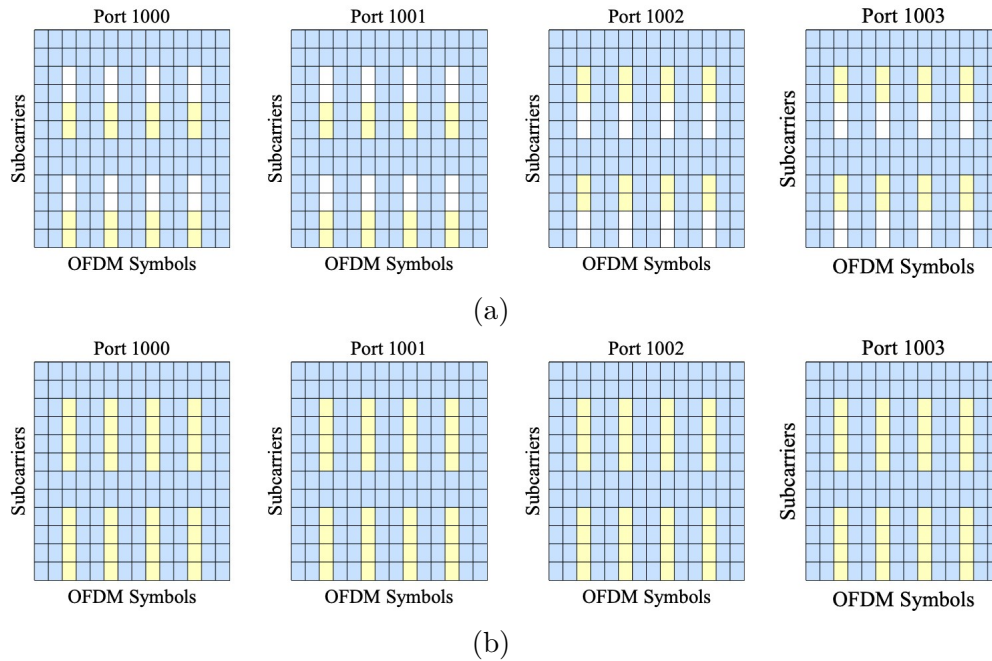 Port 1000
Port 1001
Port 1002
Port 1003
Subcarriers
Subcarriers
Subcarriers
Subcarriers
OFDM Symbols
OFDM Symbols
OFDM Symbols
OFDM Symbols
(a)
Port 1000
Port 1001
Port 1002
Port 1003
Subcarriers
Subcarriers
Subcarriers
Subcarriers
OFDM Symbols
OFDM Symbols
OFDM Symbols
OFDM Symbols
(b)